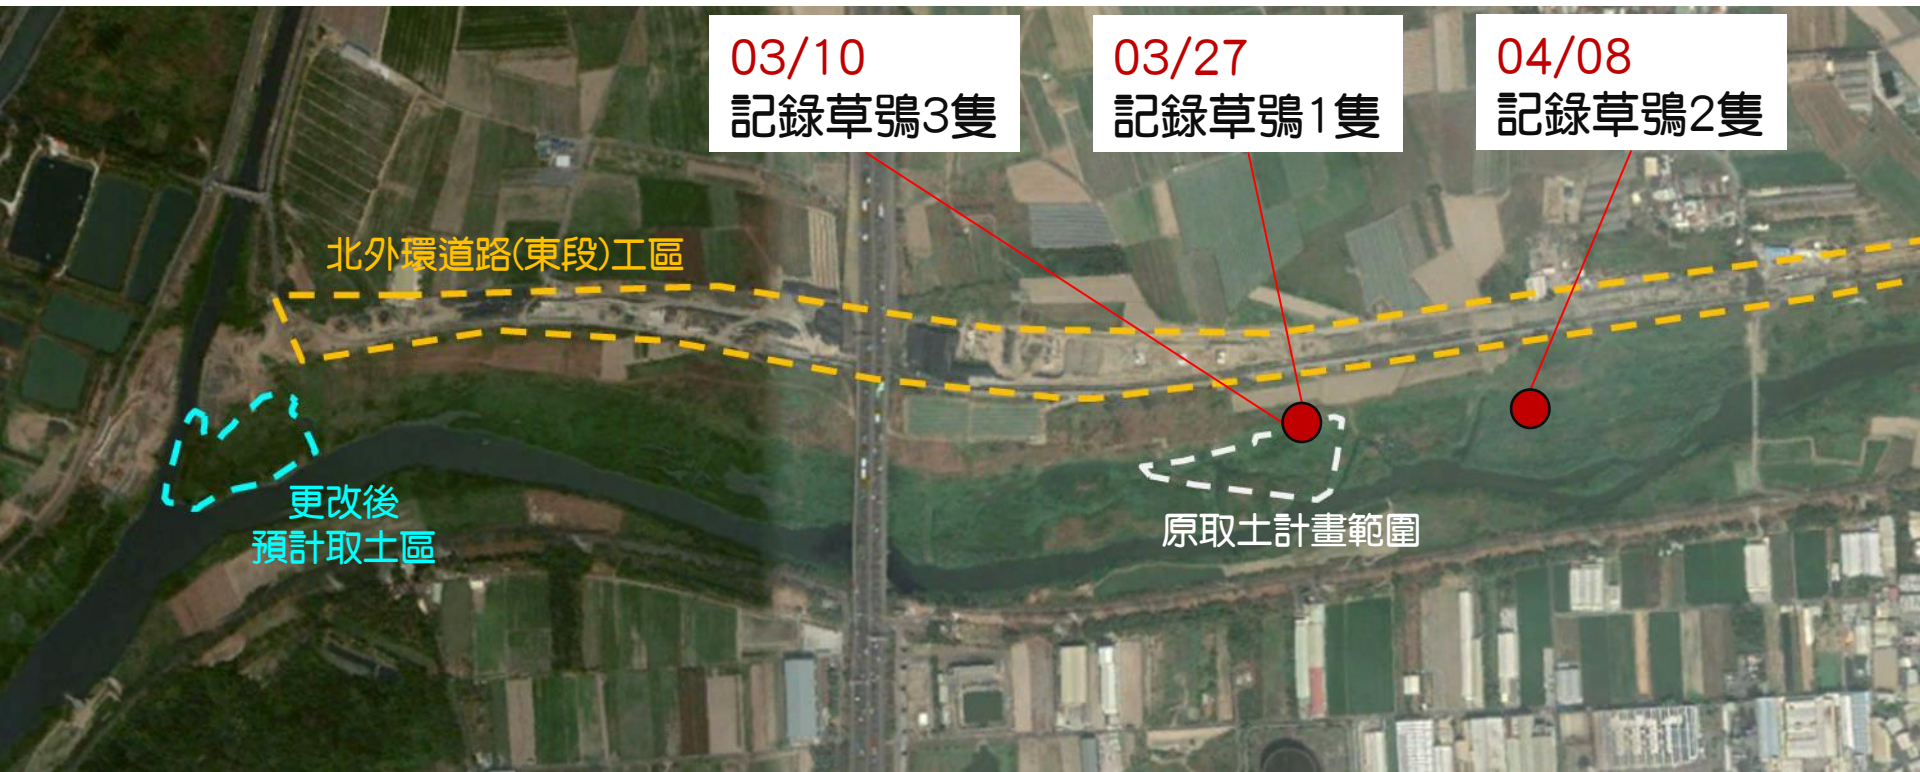 03/10
記錄草鴞3隻
03/27
記錄草鴞1隻
04/08
記錄草鴞2隻
北外環道路(東段)工區
更改後
預計取土區
原取土計畫範圍